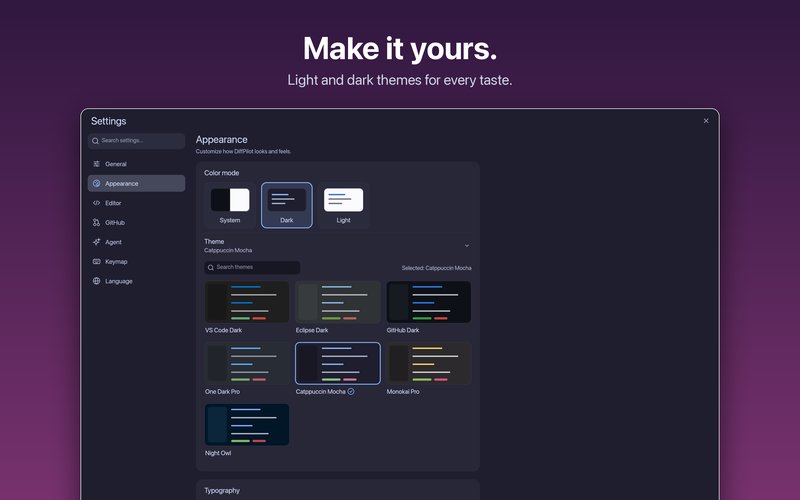 Make it yours.
Light and dark themes for every taste.
Settings
Search settings...
General
Appearance
Editor
GitHub
Agent
Keymap
Language
Appearance
Customize how DiffPilot looks and feels.
Color mode
System
Dark
Light
Theme
Catppuccin Mocha
Search themes
Selected: Catppuccin Mocha
VS Code Dark
Eclipse Dark
GitHub Dark
One Dark Pro
Catppuccin Mocha
Monokai Pro
Night Owl
Typography